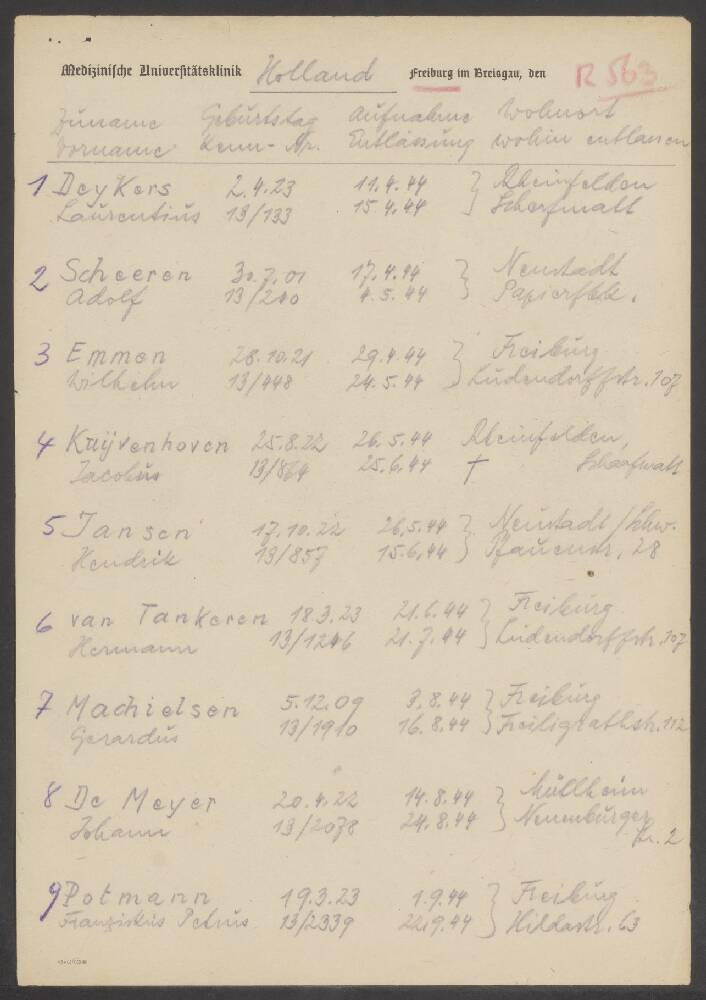 Medizinische Universitätsklinik Holland Freiburg im Breisgau, den R 563
Zuname Geburtstag Aufnahme Wohnort
Vorname Kenn-Nr. Entlassung wohin entlassen
1 Deykers 2.4.23 11.4.44 } Rheinfelden
Laurentius 13/133 15.4.44 Scharfmatt
2 Scheeren 30.7.01 17.4.44 } Neustadt
Adolf 13/240 4.5.44 Papierfbk.
3 Emmen 28.10.21 29.4.44 } Freiburg
Wilhelm 13/448 24.5.44 Ludendorffstr. 107
4 Kuijvenhoven 25.8.22 26.5.44 Rheinfelden,
Jacobus 13/864 25.6.44 † Scharfmatt
5 Jansen 17.10.22 26.5.44 } Neustadt / Schw.
Hendrik 13/857 15.6.44 Pfauenstr. 28
6 van Tankeren 18.3.23 21.6.44 } Freiburg
Hermann 13/1246 21.7.44 Ludendorffstr. 107
7 Machielsen 5.12.09 3.8.44 } Freiburg
Gerardus 13/1910 16.8.44 Freiligrathstr. 112
8 De Meyer 20.4.22 14.8.44 } Müllheim
Johann 13/2078 24.8.44 Neuenburger
Str. 2
9 Potmann 19.3.23 1.9.44 } Freiburg
Franziskus Petrus 13/2339 22.9.44 Hildastr. 63